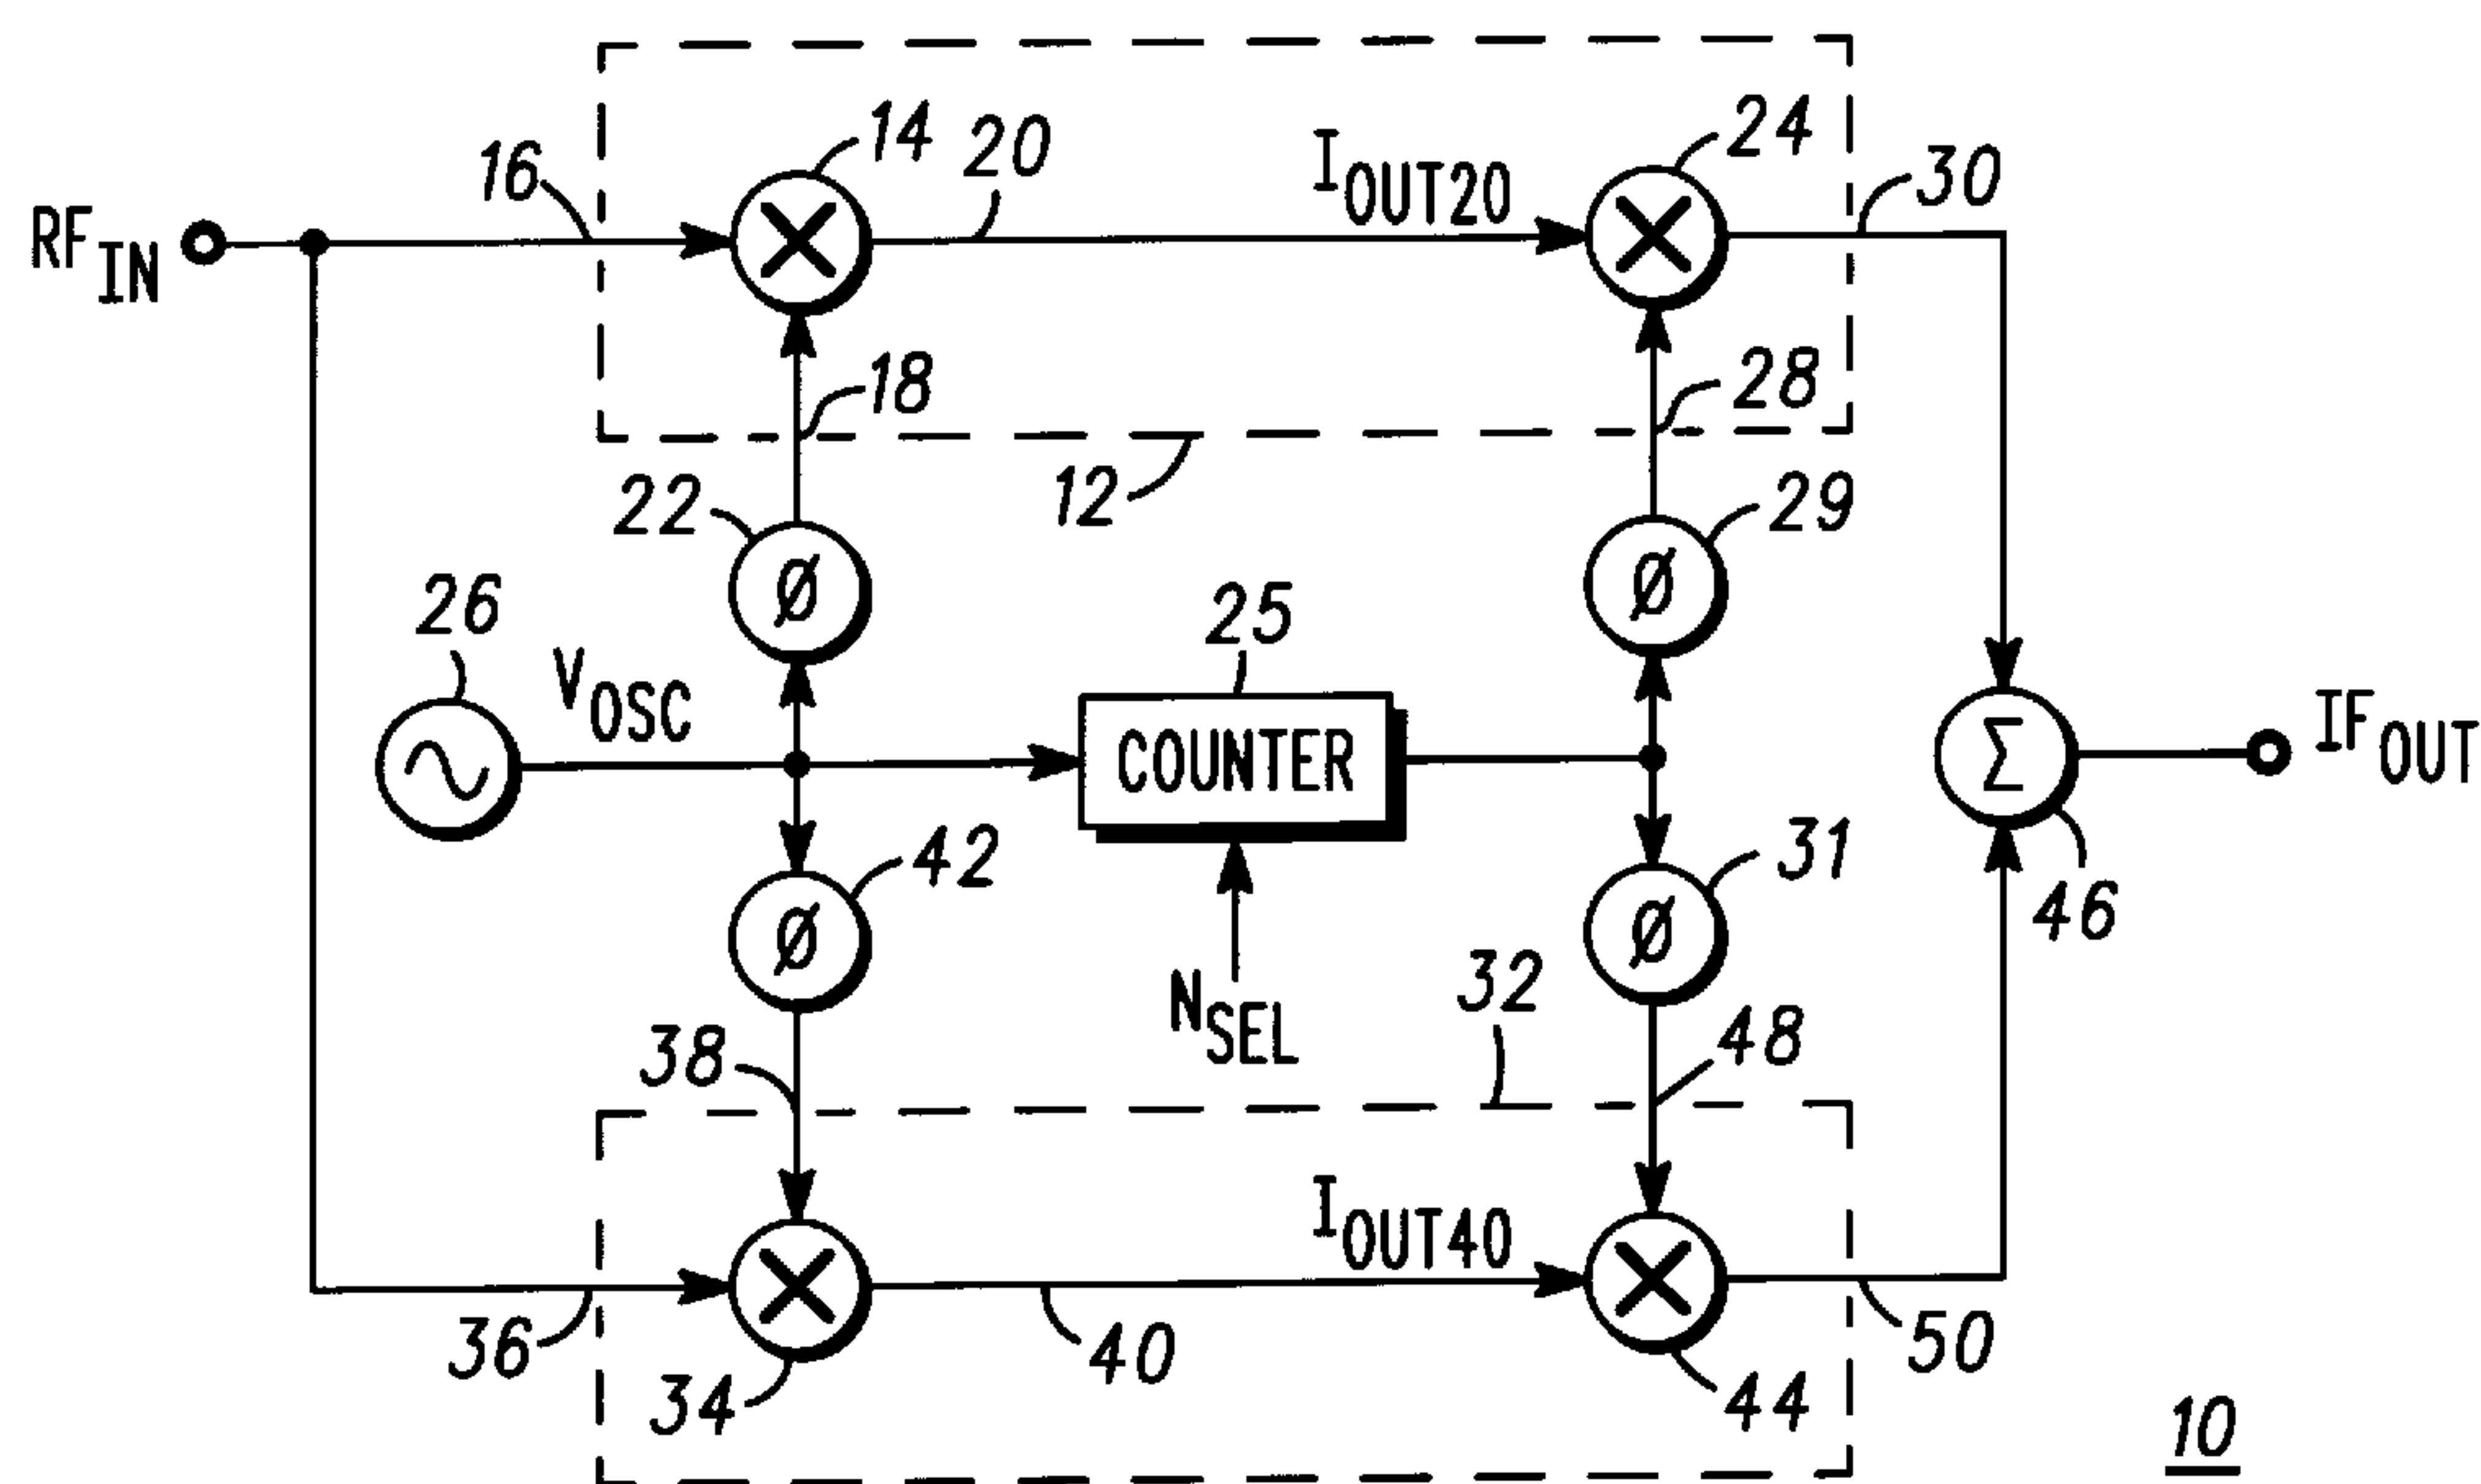 14
20
I OUT20
24
30
16
RF IN
18
28
12
22
29
26
25
V OSC
COUNTER
Σ
IF OUT
Ø
Ø
42
31
46
Ø
Ø
N SEL
32
38
48
I OUT40
36
34
40
44
50
10